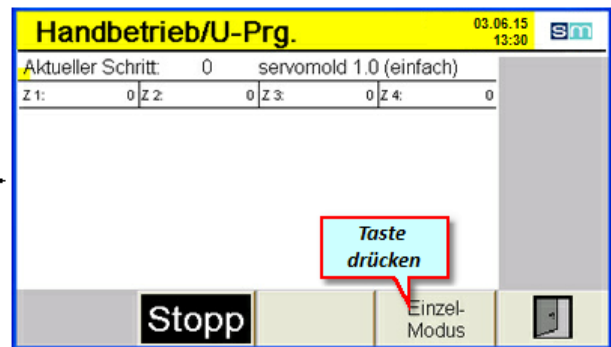 Handbetrieb/U-Prg.
03.06.15
13:30
sm
Aktueller Schritt: 0 servomold 1.0 (einfach)
Z 1: 0 Z 2: 0 Z 3: 0 Z 4: 0
Taste
drücken
Stopp
Einzel-
Modus